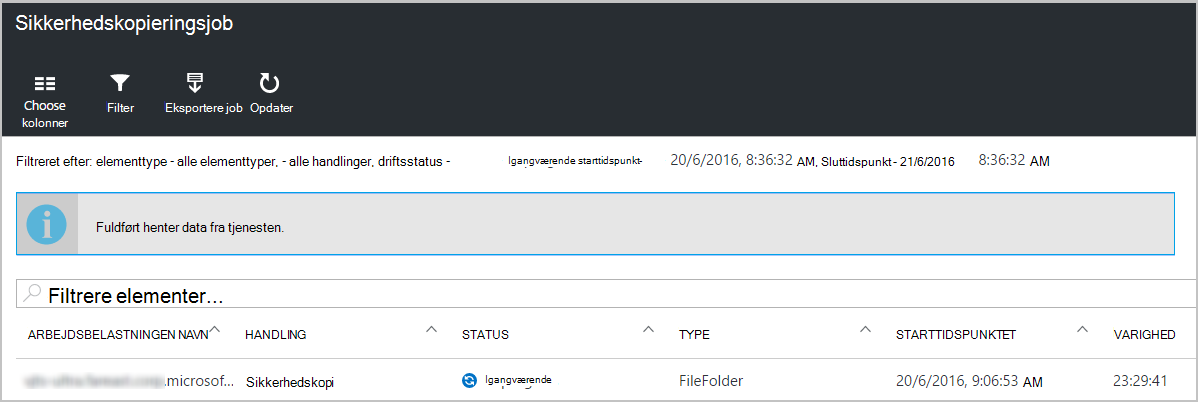 Sikkerhedskopieringsjob
Choose kolonner
Filter
Eksportere job
Opdater
Filtreret efter: elementtype - alle elementtyper, - alle handlinger, driftsstatus - Igangværende starttidspunkt- 20/6/2016, 8:36:32 AM, Sluttidspunkt - 21/6/2016 8:36:32 AM
Fuldført henter data fra tjenesten.
Filtrere elementer...
ARBEJDSBELASTNINGEN NAVN HANDLING STATUS TYPE STARTTIDSPUNKTET VARIGHED
.microsof... Sikkerhedskopi Igangværende FileFolder 20/6/2016, 9:06:53 AM 23:29:41